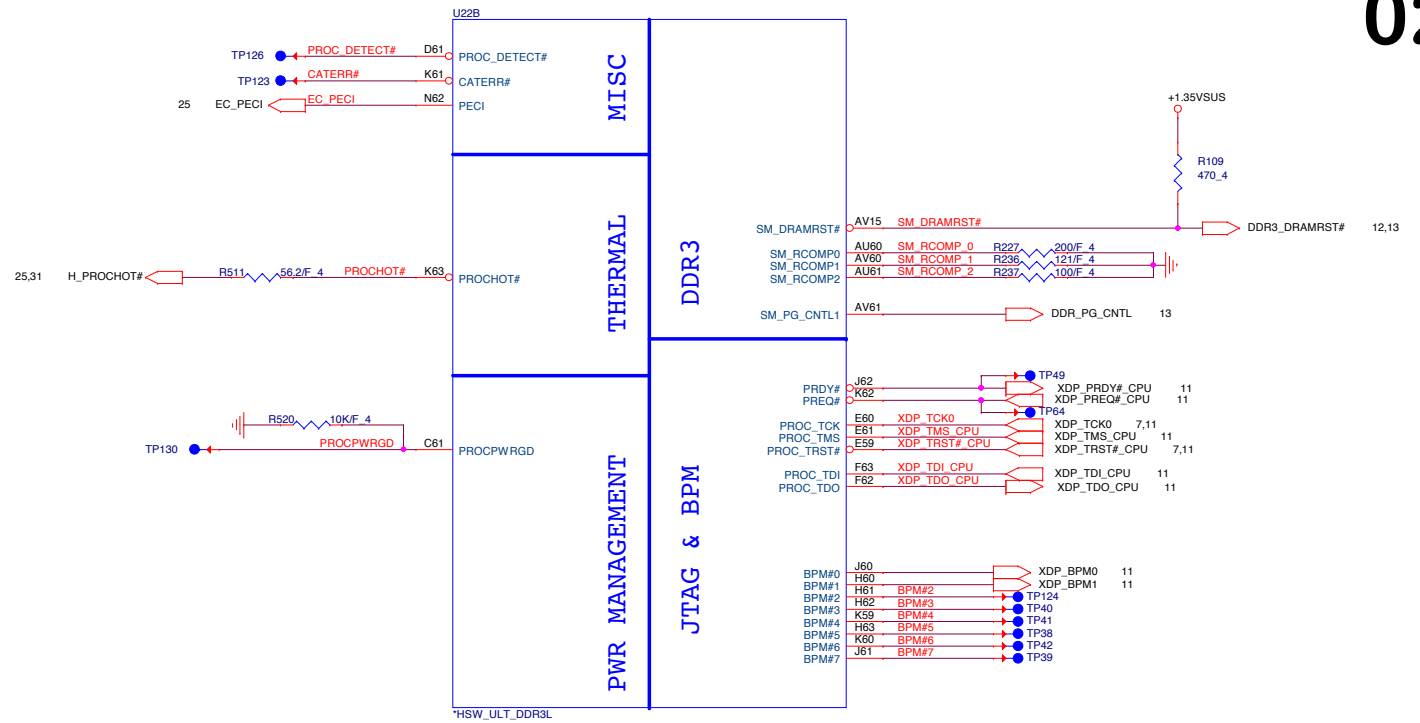 02
U22B
TP126 PROC_DETECT# D61 PROC_DETECT#
TP123 CATERR# K61 CATERR#
25 EC_PECI EC_PECI N62 PECI
MISC
+1.35VSUS
R109
470_4
SM_DRAMRST# AV15 SM_DRAMRST# DDR3_DRAMRST# 12,13
SM_RCOMP0 AU60 SM_RCOMP_0 R227 200/F_4
SM_RCOMP1 AV60 SM_RCOMP_1 R236 121/F_4
SM_RCOMP2 AU61 SM_RCOMP_2 R237 100/F_4
25,31 H_PROCHOT# R511 56.2/F_4 PROCHOT# K63 PROCHOT#
THERMAL
DDR3
SM_PG_CNTL1 AV61 DDR_PG_CNTL 13
TP49
PRDY# J62 XDP_PRDY#_CPU 11
PREQ# K62 XDP_PREQ#_CPU 11
TP64
PROC_TCK E60 XDP_TCK0 XDP_TCK0 7,11
PROC_TMS E61 XDP_TMS_CPU XDP_TMS_CPU 11
PROC_TRST# E59 XDP_TRST#_CPU XDP_TRST#_CPU 7,11
PROC_TDI F63 XDP_TDI_CPU XDP_TDI_CPU 11
PROC_TDO F62 XDP_TDO_CPU XDP_TDO_CPU 11
R520 10K/F_4
TP130 PROCPWRGD C61 PROCPWRGD
PWR MANAGEMENT
JTAG & BPM
BPM#0 J60 XDP_BPM0 11
BPM#1 H60 XDP_BPM1 11
BPM#2 H61 BPM#2 TP124
BPM#3 H62 BPM#3 TP40
BPM#4 K59 BPM#4 TP41
BPM#5 H63 BPM#5 TP38
BPM#6 K60 BPM#6 TP42
BPM#7 J61 BPM#7 TP39
*HSW_ULT_DDR3L